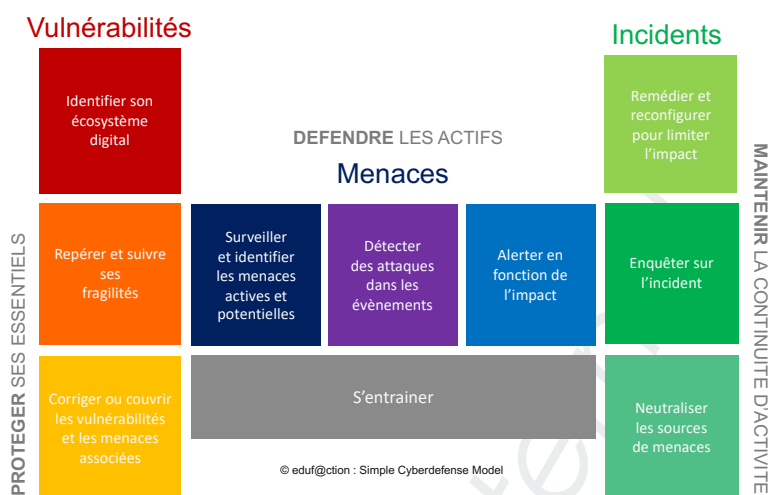 Vulnérabilités
Incidents
Identifier son
écosystème
digital
DEFENDRE LES ACTIFS
Menaces
Remédier et
reconfigurer
pour limiter
l'impact
PROTEGER SES ESSENTIELS
Repérer et suivre
ses
fragilités
Surveiller
et identifier
les menaces
actives et
potentielles
Détecter
des attaques
dans les
évènements
Alerter en
fonction de
l'impact
Enquêter sur
l'incident
MAINTENIR LA CONTINUITE D'ACTIVITE
Corriger ou couvrir
les vulnérabilités
et les menaces
associées
S'entrainer
Neutraliser
les sources
de menaces
© eduf@ction : Simple Cyberdefense Model